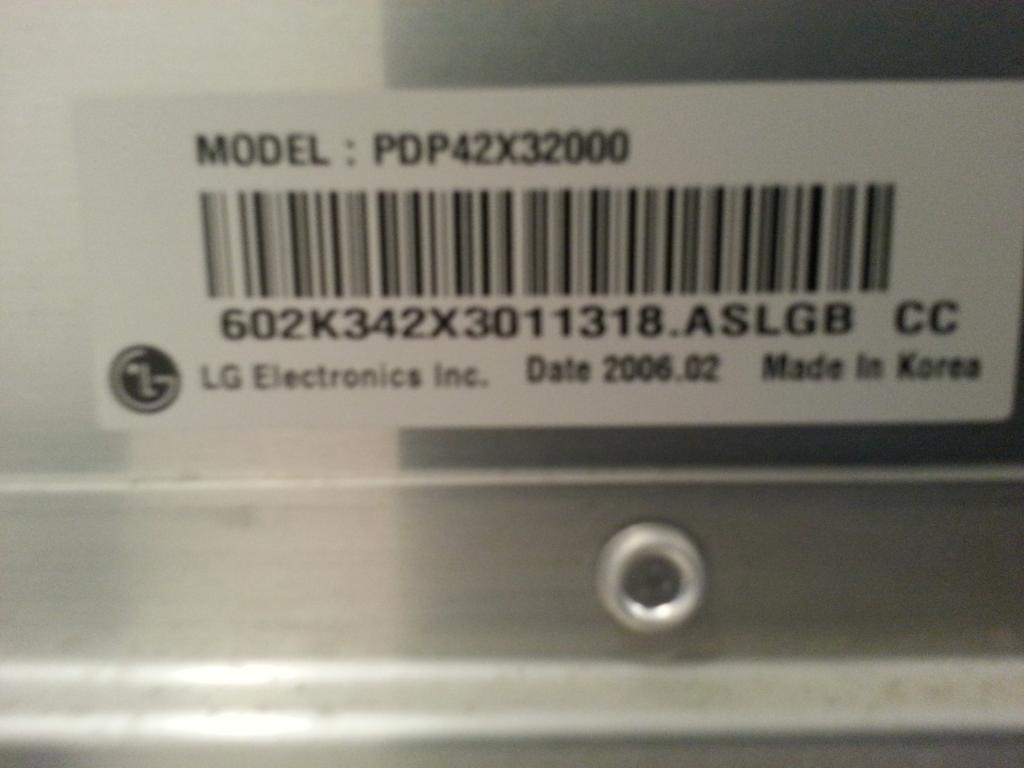 MODEL : PDP42X32000
602K342X3011318.ASLGB CC
LG Electronics Inc. Date 2006.02 Made In Korea